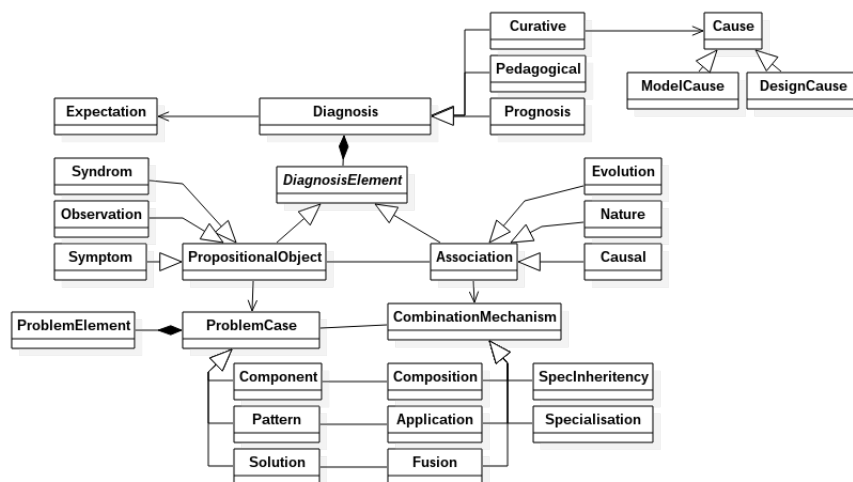 Curative
Cause
Pedagogical
ModelCause
DesignCause
Expectation
Diagnosis
Prognosis
Syndrom
DiagnosisElement
Evolution
Observation
Nature
Symptom
PropositionalObject
Association
Causal
ProblemElement
ProblemCase
CombinationMechanism
Component
Composition
SpecInheritency
Pattern
Application
Specialisation
Solution
Fusion